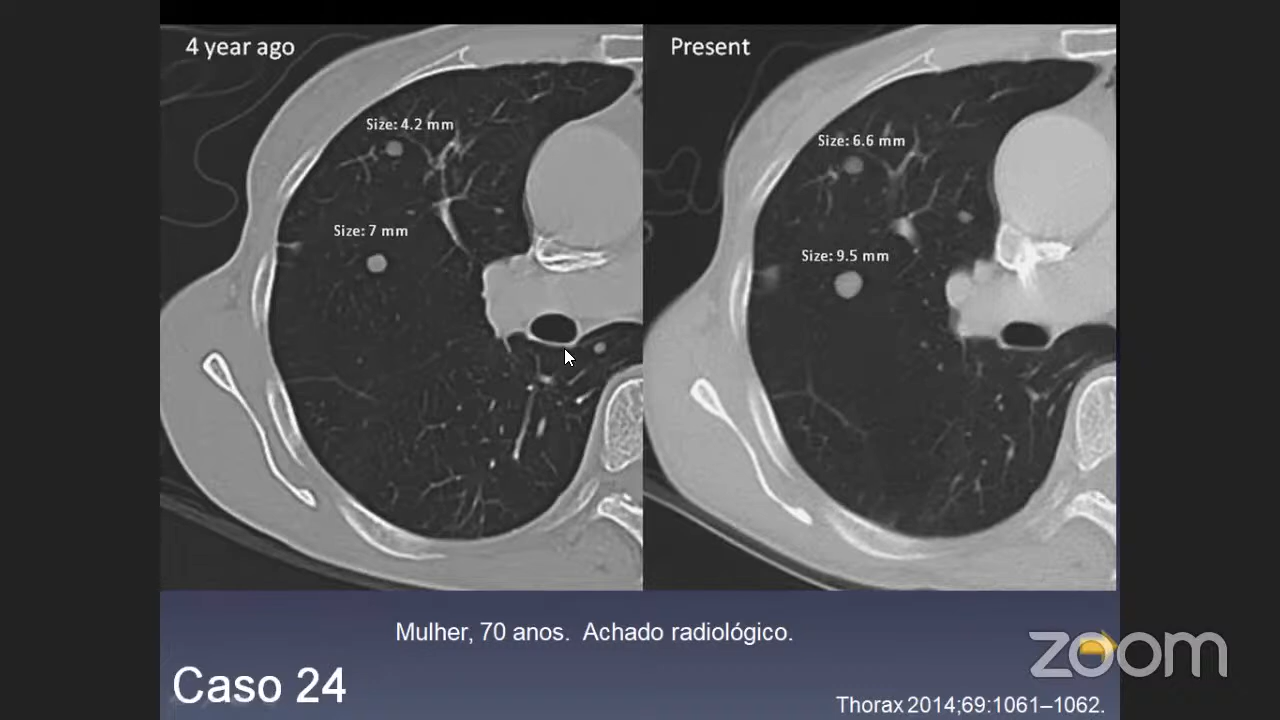 4 year ago
Present
Size: 4.2 mm
Size: 6.6 mm
Size: 7 mm
Size: 9.5 mm
Mulher, 70 anos. Achado radiológico.
Caso 24
zoom
Thorax 2014;69:1061–1062.